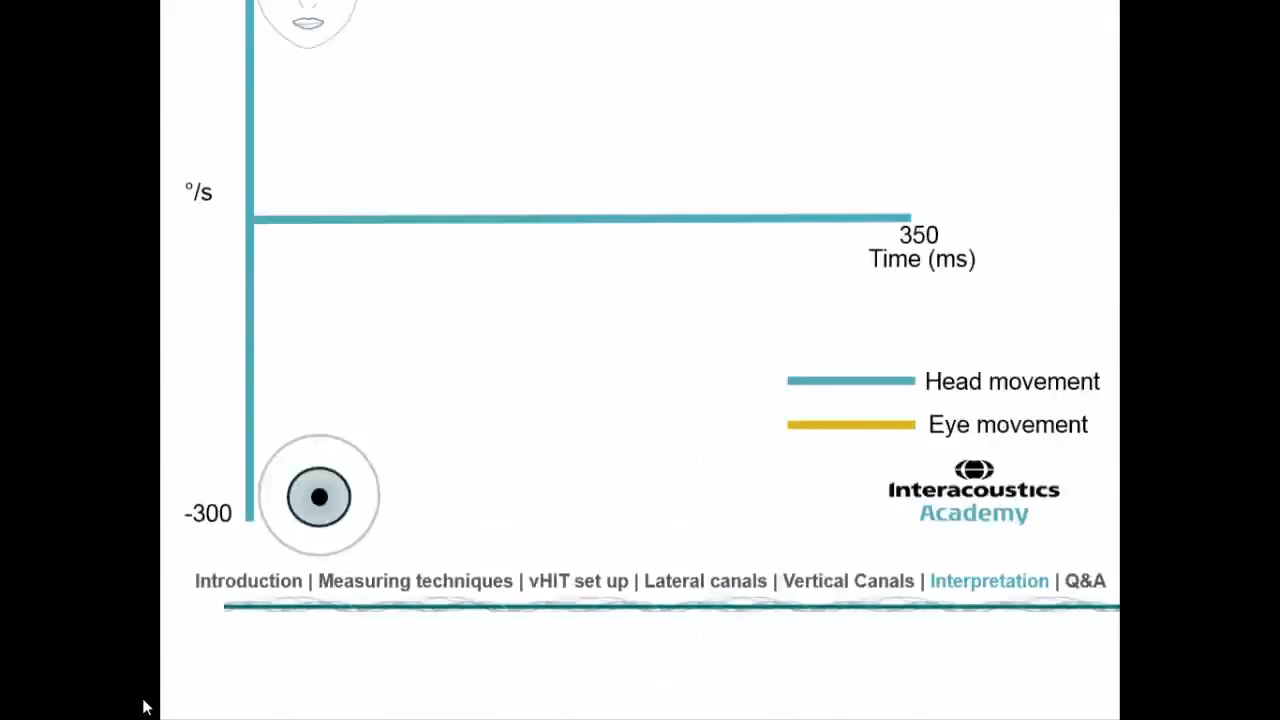 °/s
350
Time (ms)
Head movement
Eye movement
Interacoustics
Academy
-300
Introduction | Measuring techniques | vHIT set up | Lateral canals | Vertical Canals | Interpretation | Q&A